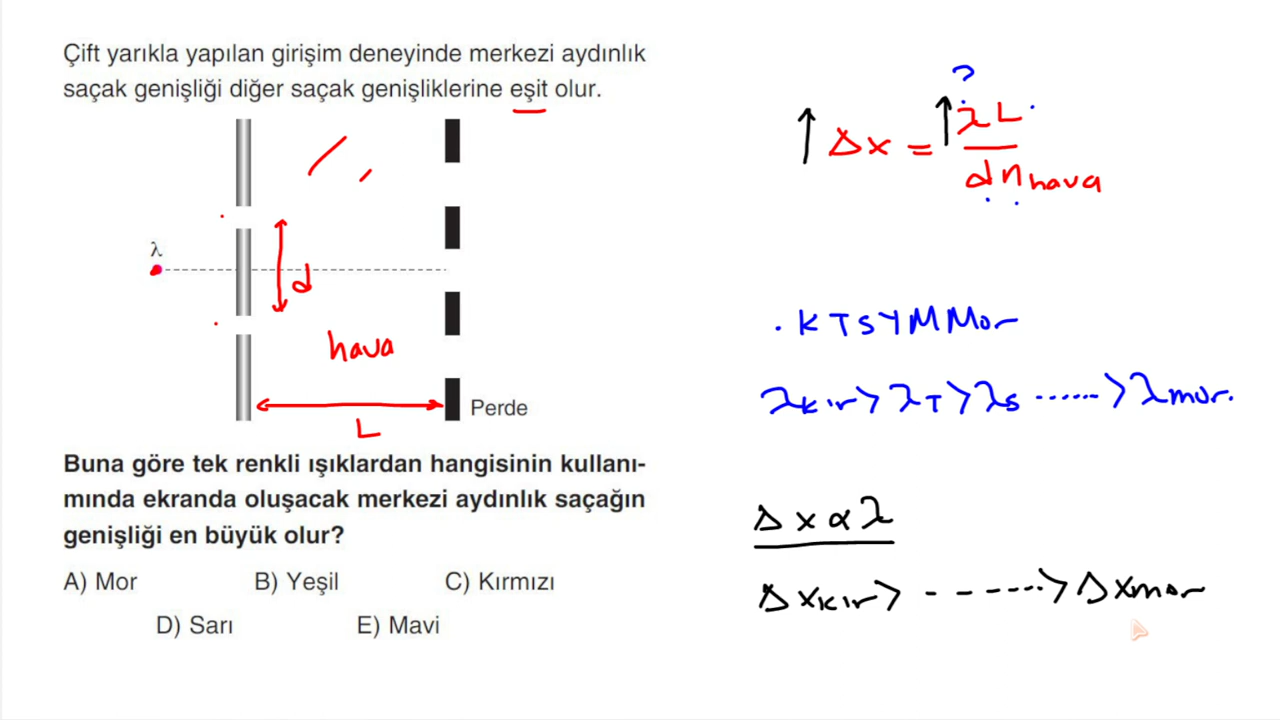 Çift yarıkla yapılan girişim deneyinde merkezi aydınlık
saçak genişliği diğer saçak genişliklerine eşit olur.
λ
d
hava
L
Perde
Buna göre tek renkli ışıklardan hangisinin kullanı-
mında ekranda oluşacak merkezi aydınlık saçağın
genişliği en büyük olur?
A) Mor B) Yeşil C) Kırmızı
D) Sarı E) Mavi
?
↑ Δx = ↑ λL
dn hava
. K T S Y M Mor
λkır > λT > λS ...... > λmor.
Δx α λ
Δxkır > - - - - ..... > Δxmor